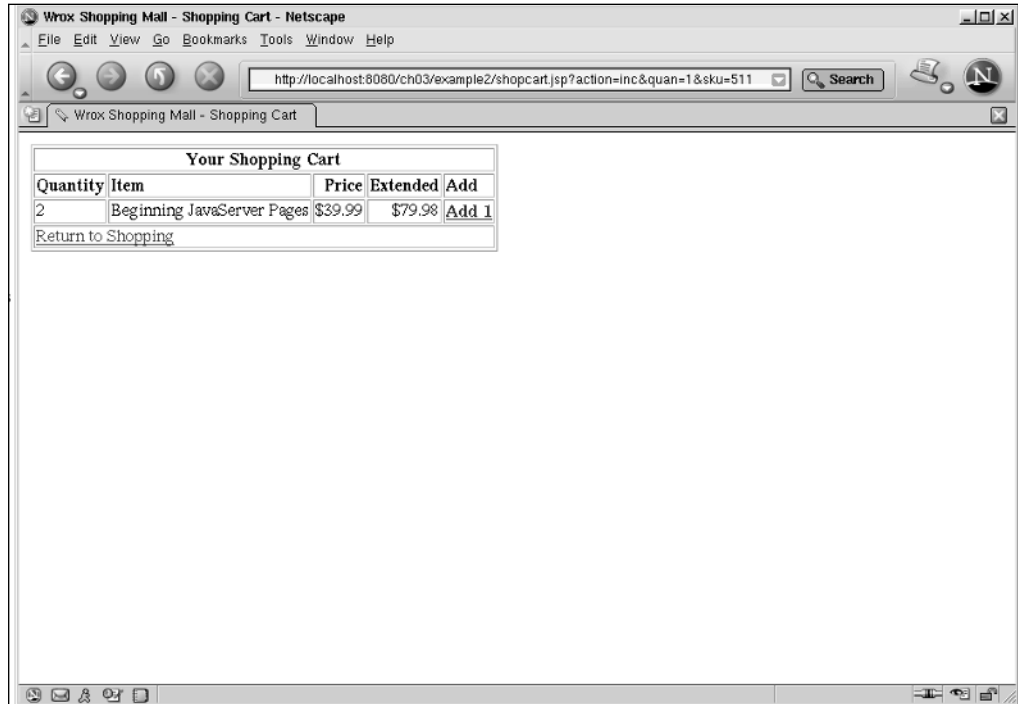 Wrox Shopping Mall - Shopping Cart - Netscape
File Edit View Go Bookmarks Tools Window Help
http://localhost:8080/ch03/example2/shopcart.jsp?action=inc&quan=1&sku=511 Search N
Wrox Shopping Mall - Shopping Cart
Your Shopping Cart
Quantity Item Price Extended Add
2 Beginning JavaServer Pages $39.99 $79.98 Add 1
Return to Shopping